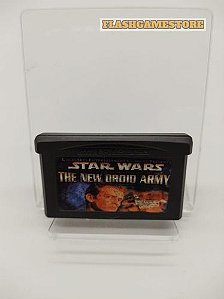 FLASHGAMESTORE
STAR WARS
THE NEW DROID ARMY